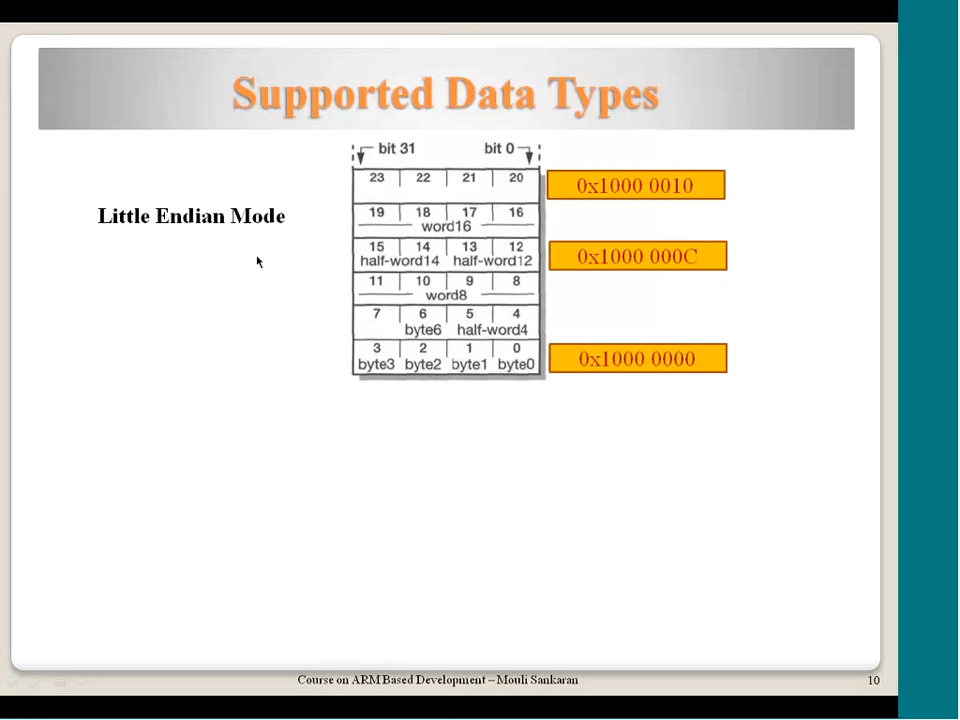 Supported Data Types
bit 31 bit 0
23 22 21 20
0x1000 0010
Little Endian Mode
19 18 17 16
word16
15 14 13 12
half-word14 half-word12
0x1000 000C
11 10 9 8
word8
7 6 5 4
byte6 half-word4
3 2 1 0
byte3 byte2 byte1 byte0
0x1000 0000
Course on ARM Based Development – Mouli Sankaran
10